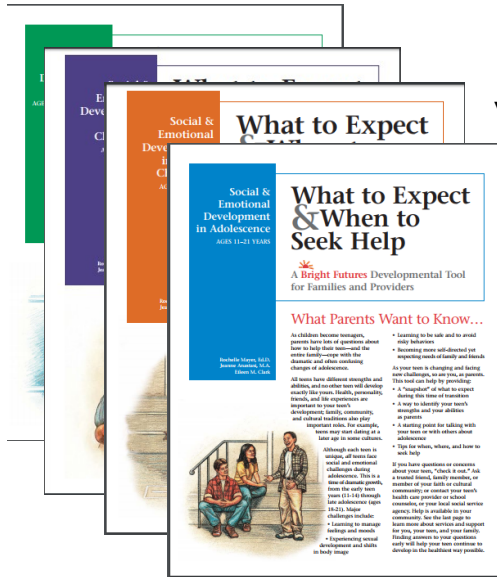 D
AGE
E
Deve
Cl
A
What to Expect
Social &
Emotional
Deve
i
Cl
AG
What to Expect
Social &
Emotional
Development
in Adolescence
AGES 11–21 YEARS
Rochelle Mayer, Ed.D.
Jeanne Anastasi, M.A.
Eileen M. Clark
What to Expect
&When to
Seek Help
A Bright Futures Developmental Tool
for Families and Providers
What Parents Want to Know…
As children become teenagers,
parents have lots of questions about
how to help their teen—and the
entire family—cope with the
dramatic and often confusing
changes of adolescence.
All teens have different strengths and
abilities, and no other teen will develop
exactly like yours. Health, personality,
friends, and life experiences are
important to your teen's
development; family, community,
and cultural traditions also play
important roles. For example,
teens may start dating at a
later age in some cultures.
Although each teen is
unique, all teens face
social and emotional
challenges during
adolescence. This is a
time of dramatic growth,
from the early teen
years (11-14) through
late adolescence (ages
18-21). Major
challenges include:
• Learning to manage
feelings and moods
• Experiencing sexual
development and shifts
in body image
• Learning to be safe and to avoid
risky behaviors
• Becoming more self-directed yet
respecting needs of family and friends
As your teen is changing and facing
new challenges, so are you, as parents.
This tool can help by providing:
• A "snapshot" of what to expect
during this time of transition
• A way to identify your teen's
strengths and your abilities
as parents
• A starting point for talking with
your teen or with others about
adolescence
• Tips for when, where, and how to
seek help
If you have questions or concerns
about your teen, "check it out." Ask
a trusted friend, family member, or
member of your faith or cultural
community; or contact your teen's
health care provider or school
counselor, or your local social service
agency. Help is available in your
community. See the last page to
learn more about services and support
for you, your teen, and your family.
Finding answers to your questions
early will help your teen continue to
develop in the healthiest way possible.